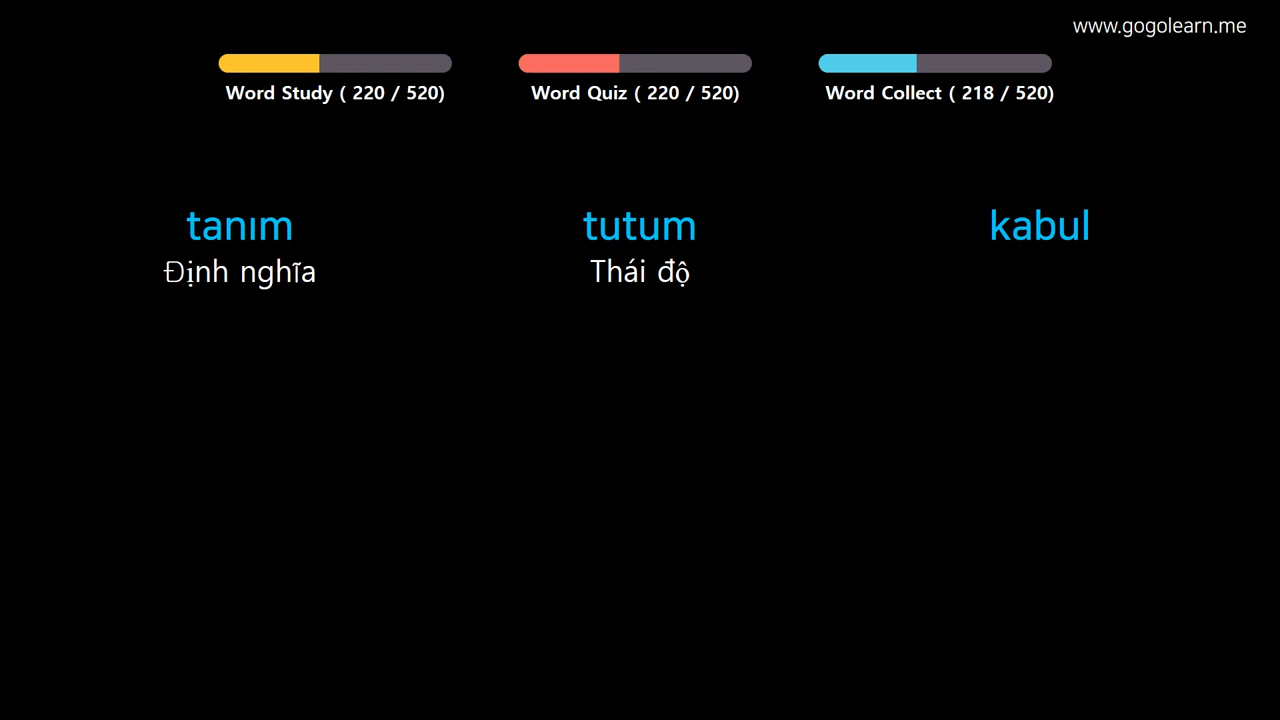 www.gogolearn.me
Word Study ( 220 / 520)
Word Quiz ( 220 / 520)
Word Collect ( 218 / 520)
tanım
tutum
kabul
Định nghĩa
Thái độ